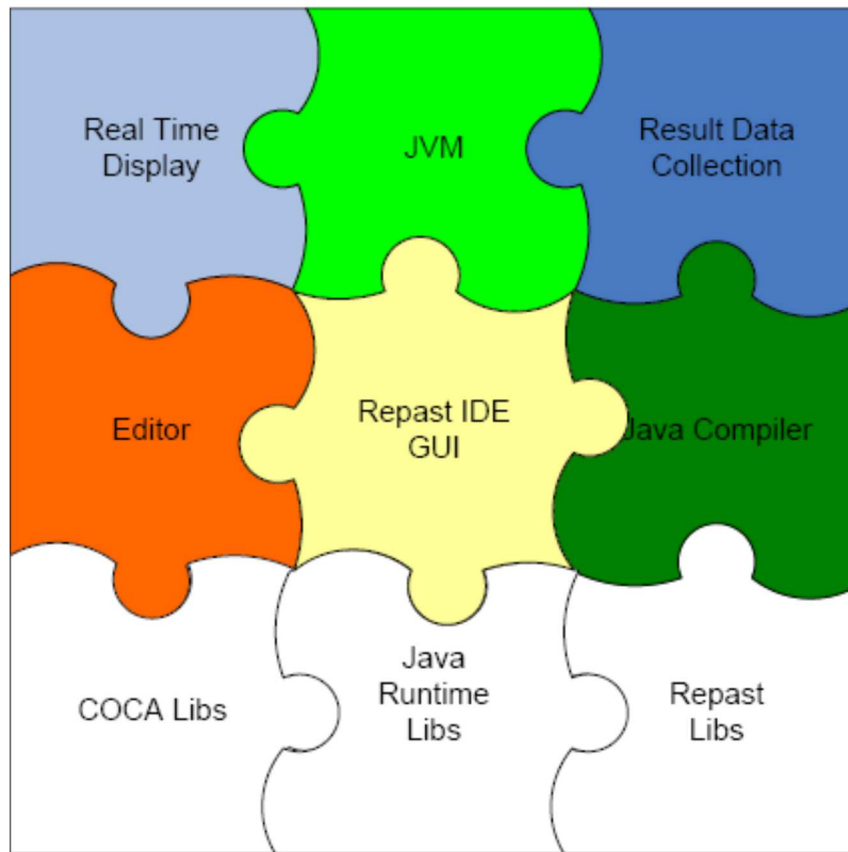 Real Time
Display
JVM
Result Data
Collection
Editor
Repast IDE
GUI
Java Compiler
COCA Libs
Java
Runtime
Libs
Repast
Libs